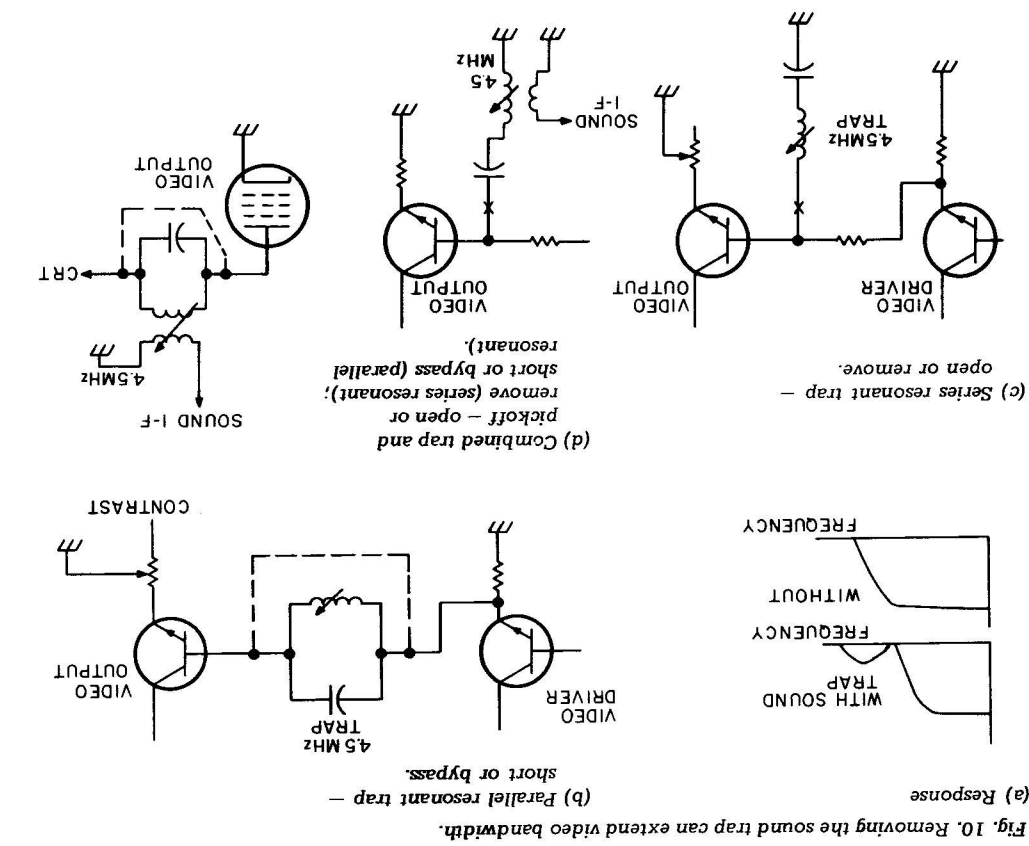 Fig. 10. Removing the sound trap can extend video bandwidth.
(a) Response
WITH SOUND
TRAP
FREQUENCY
WITHOUT
FREQUENCY
(b) Parallel resonant trap —
short or bypass.
VIDEO
DRIVER
4.5 MHz
TRAP
VIDEO
OUTPUT
CONTRAST
(c) Series resonant trap —
open or remove.
VIDEO
DRIVER
VIDEO
OUTPUT
4.5MHz
TRAP
(d) Combined trap and
pickoff — open or
remove (series resonant);
short or bypass (parallel
resonant).
VIDEO
OUTPUT
SOUND
I-F
4.5
MHz
SOUND I-F
4.5MHz
CRT
VIDEO
OUTPUT